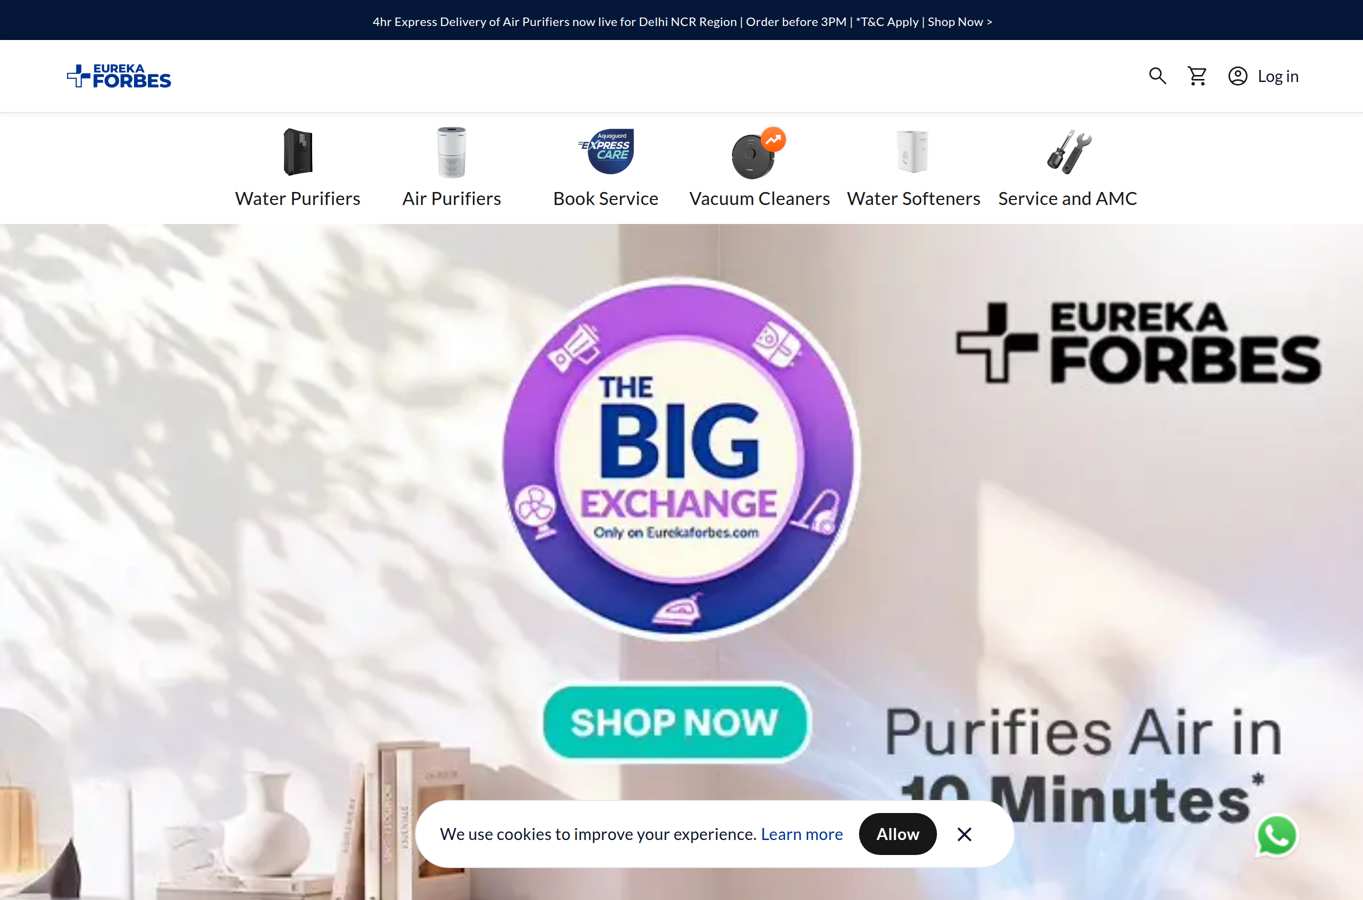 4hr Express Delivery of Air Purifiers now live for Delhi NCR Region | Order before 3PM | *T&C Apply | Shop Now >
EUREKA
FORBES
Log in
Aquaguard
EXPRESS
CARE
Water Purifiers
Air Purifiers
Book Service
Vacuum Cleaners
Water Softeners
Service and AMC
EUREKA
FORBES
THE
BIG
EXCHANGE
Only on Eurekaforbes.com
SHOP NOW
Purifies Air in
10 Minutes*
We use cookies to improve your experience. Learn more
Allow